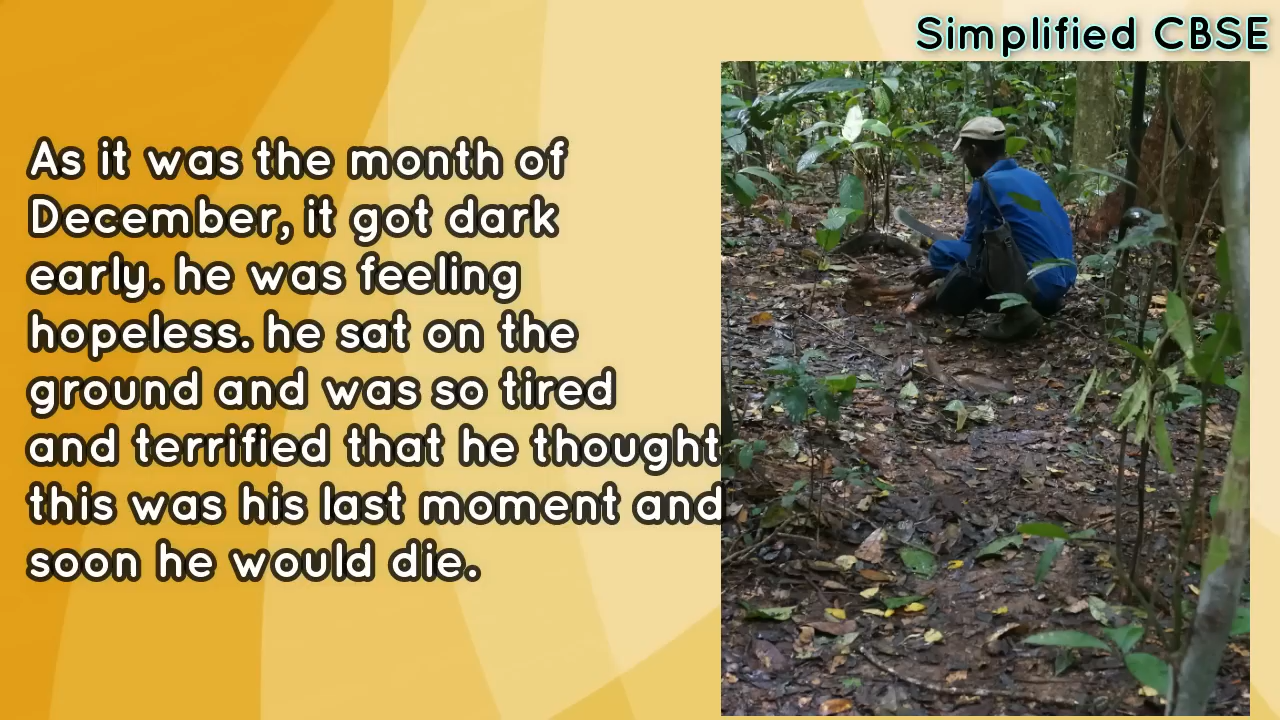 Simplified CBSE
As it was the month of
December, it got dark
early. he was feeling
hopeless. he sat on the
ground and was so tired
and terrified that he thought
this was his last moment and
soon he would die.